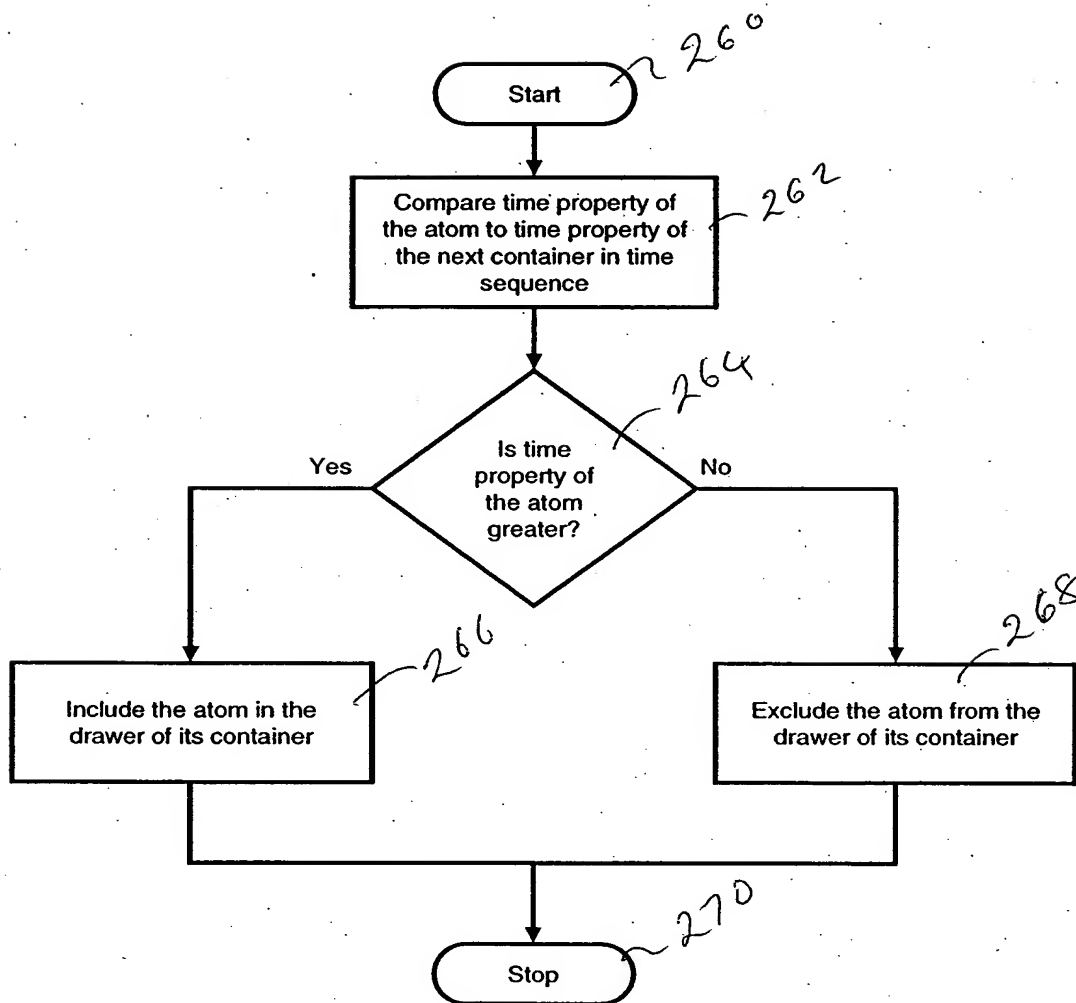 260
Start
262
Compare time property of
the atom to time property of
the next container in time
sequence
264
Is time
property of
the atom
greater?
Yes
No
266
268
Include the atom in the
drawer of its container
Exclude the atom from the
drawer of its container
270
Stop